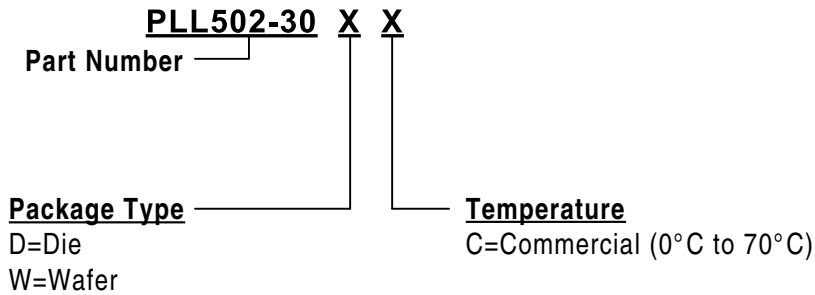 PLL502-30 X X
Part Number
Package Type
D=Die
W=Wafer
Temperature
C=Commercial (0°C to 70°C)